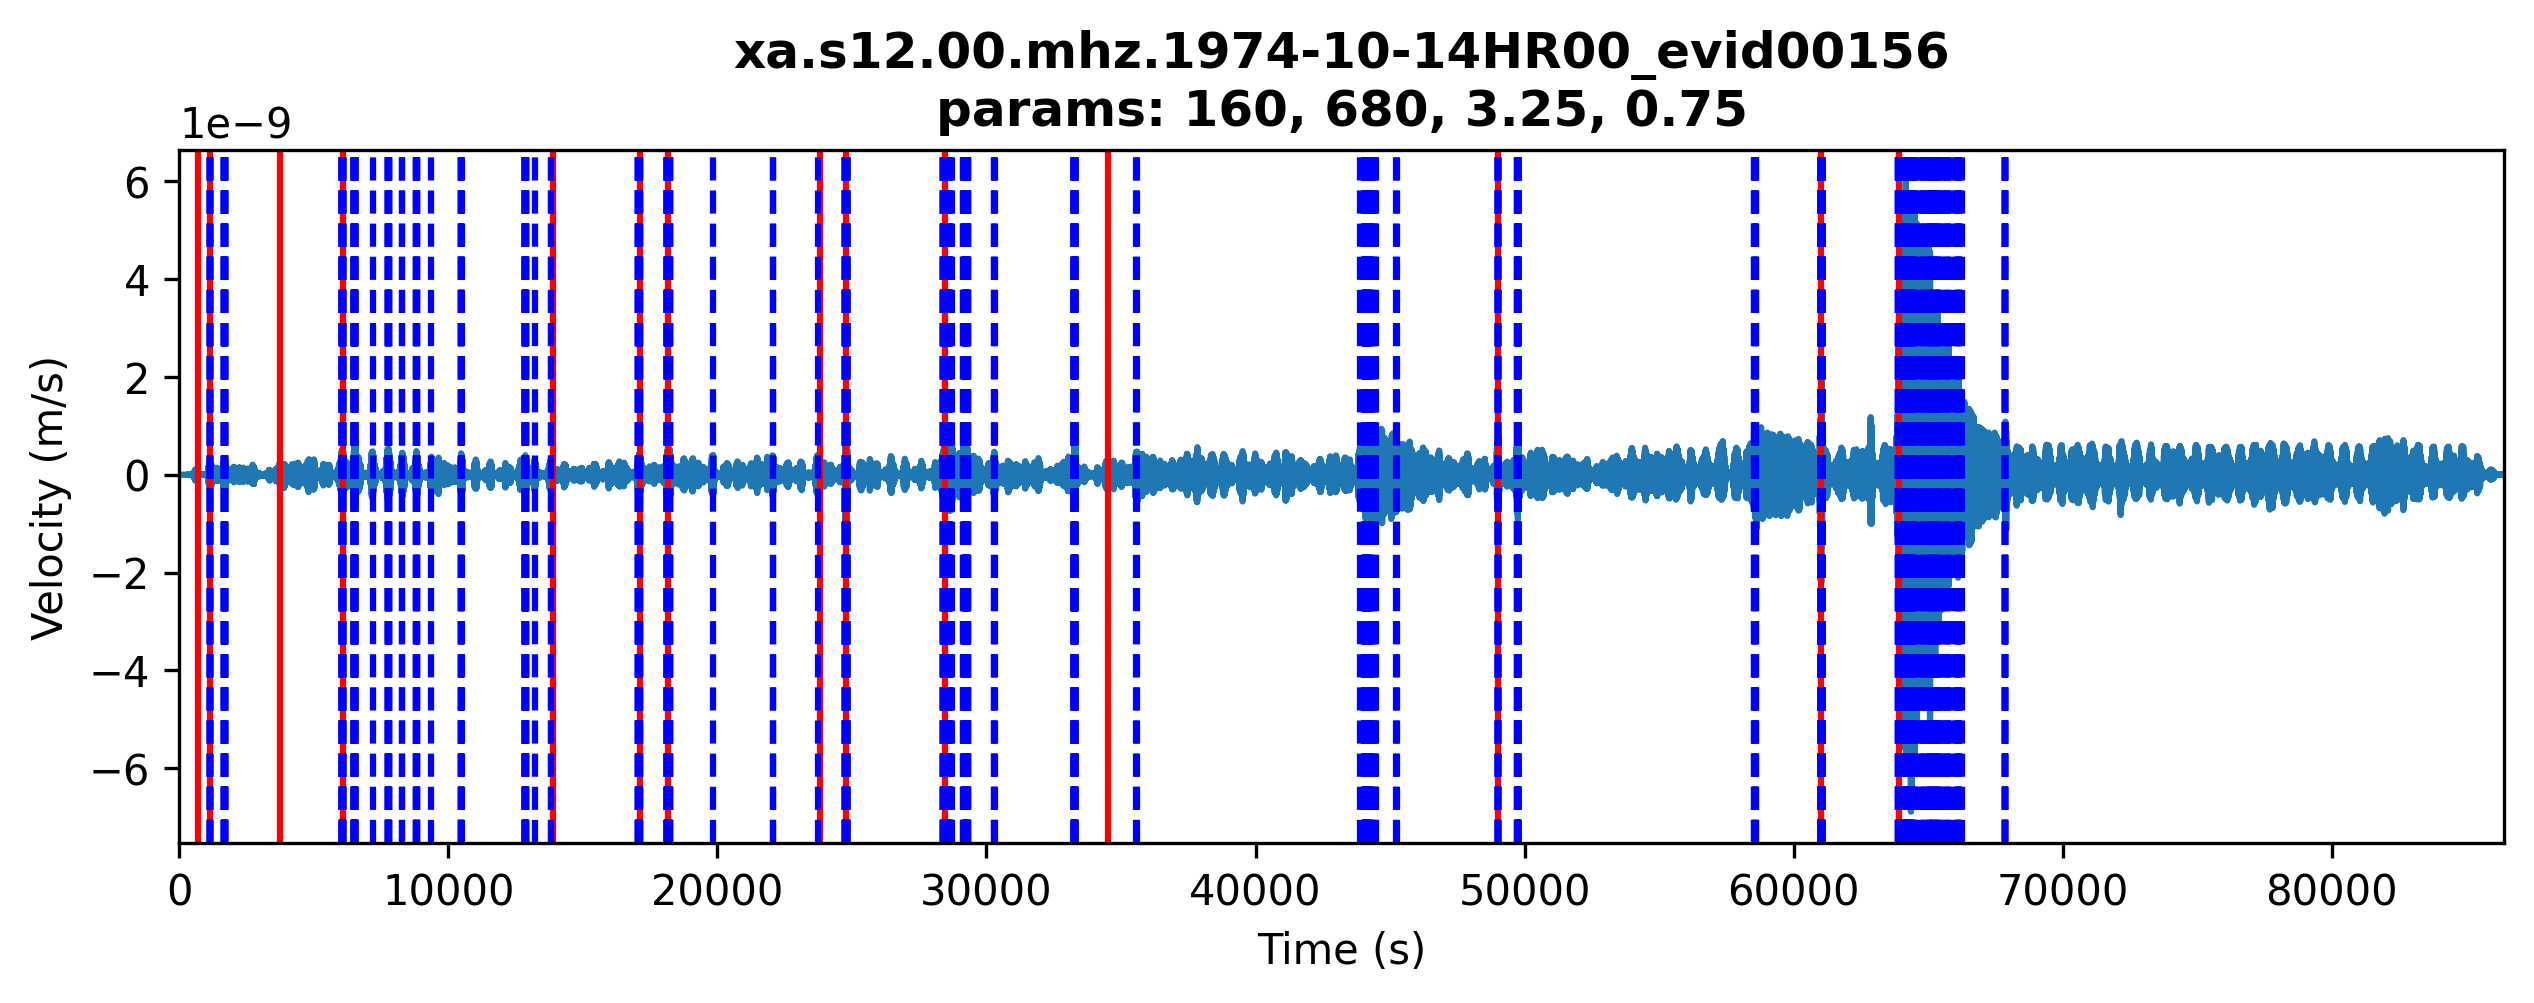 xa.s12.00.mhz.1974-10-14HR00_evid00156
params: 160, 680, 3.25, 0.75
1e−9
6
4
2
0
−2
−4
−6
Velocity (m/s)
0 10000 20000 30000 40000 50000 60000 70000 80000
Time (s)